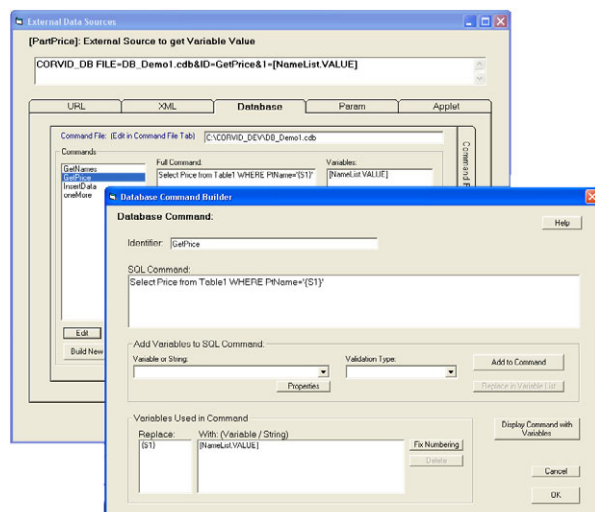 External Data Sources
[PartPrice]: External Source to get Variable Value
CORVID_DB FILE=DB_Demo1.cdb&ID=GetPrice&1=[NameList.VALUE]
URL XML Database Param Applet
Command File: (Edit in Command File Tab) C:\CORVID_DEV\DB_Demo1.cdb
Commands
Full Command:
Variables:
GetNames
GetPrice
InsertData
oneMore
Select Price from Table1 WHERE PtName='{S1}'
[NameList.VALUE]
Command F
Edit
Build New
Database Command Builder
Database Command:
Help
Identifier: GetPrice
SQL Command:
Select Price from Table1 WHERE PtName='{S1}'
Add Variables to SQL Command:
Variable or String:
Validation Type:
Add to Command
Properties
Replace in Variable List
Variables Used in Command
Replace: With: (Variable / String)
{S1} [NameList.VALUE]
Fix Numbering
Delete
Display Command with
Variables
Cancel
OK